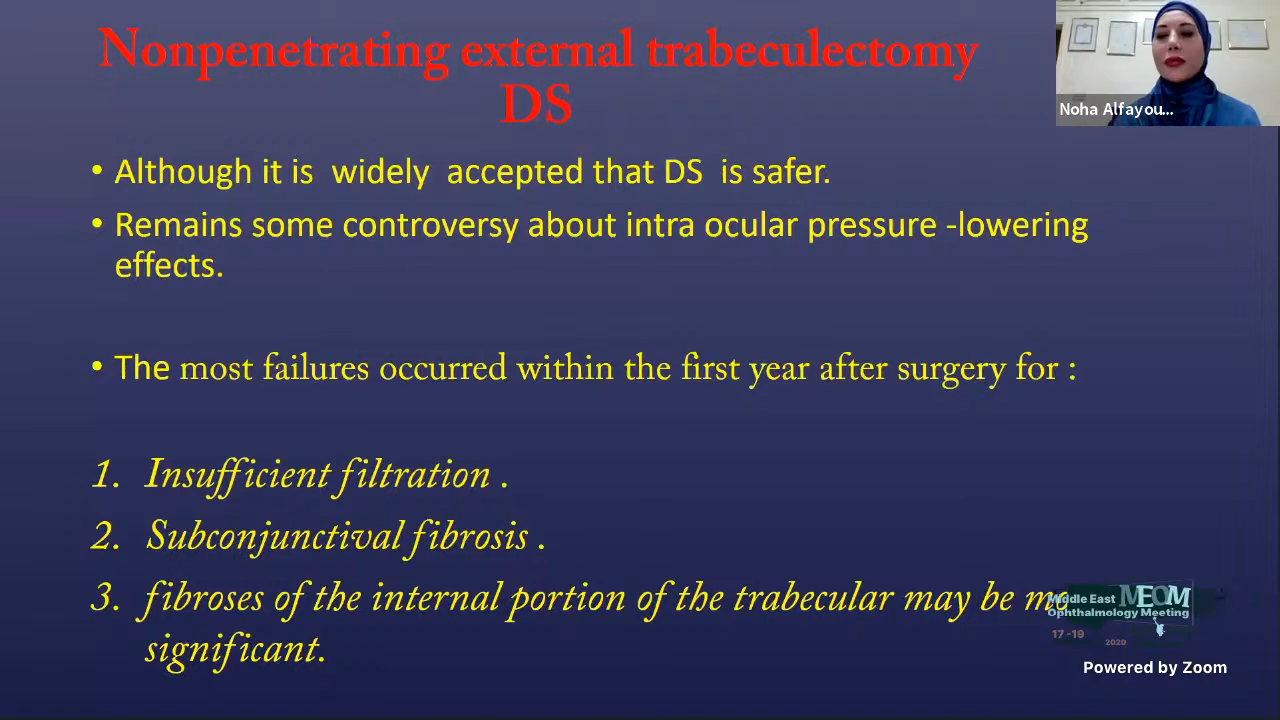 Nonpenetrating external trabeculectomy
DS
Noha Alfayou...
• Although it is widely accepted that DS is safer.
• Remains some controversy about intra ocular pressure -lowering
effects.
• The most failures occurred within the first year after surgery for :
1. Insufficient filtration .
2. Subconjunctival fibrosis .
3. fibroses of the internal portion of the trabecular may be
significant.
Middle East MEOM
Ophthalmology Meeting
17-19
2020
Powered by Zoom